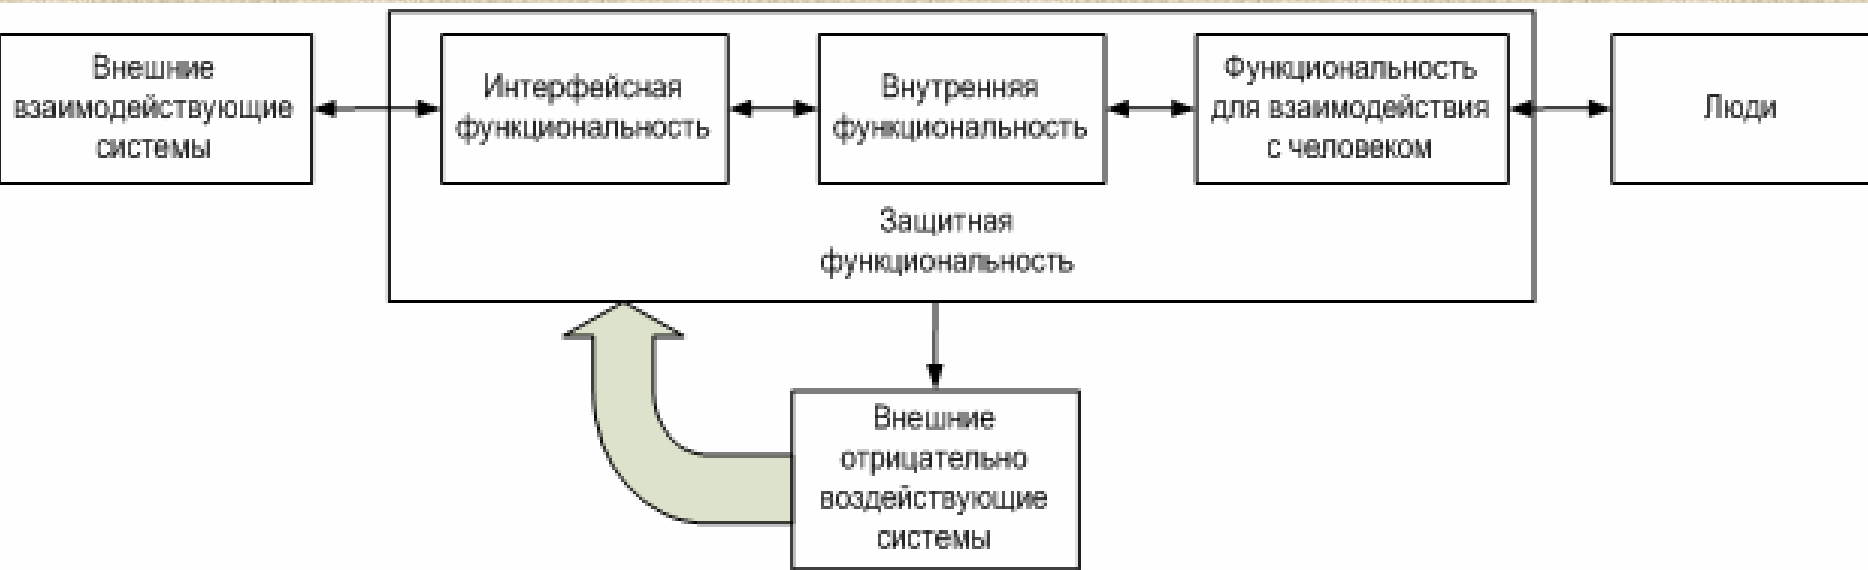 Внешние
взаимодействующие
системы
Интерфейсная
функциональность
Внутренняя
функциональность
Функциональность
для взаимодействия
с человеком
Люди
Защитная
функциональность
Внешние
отрицательно
воздействующие
системы